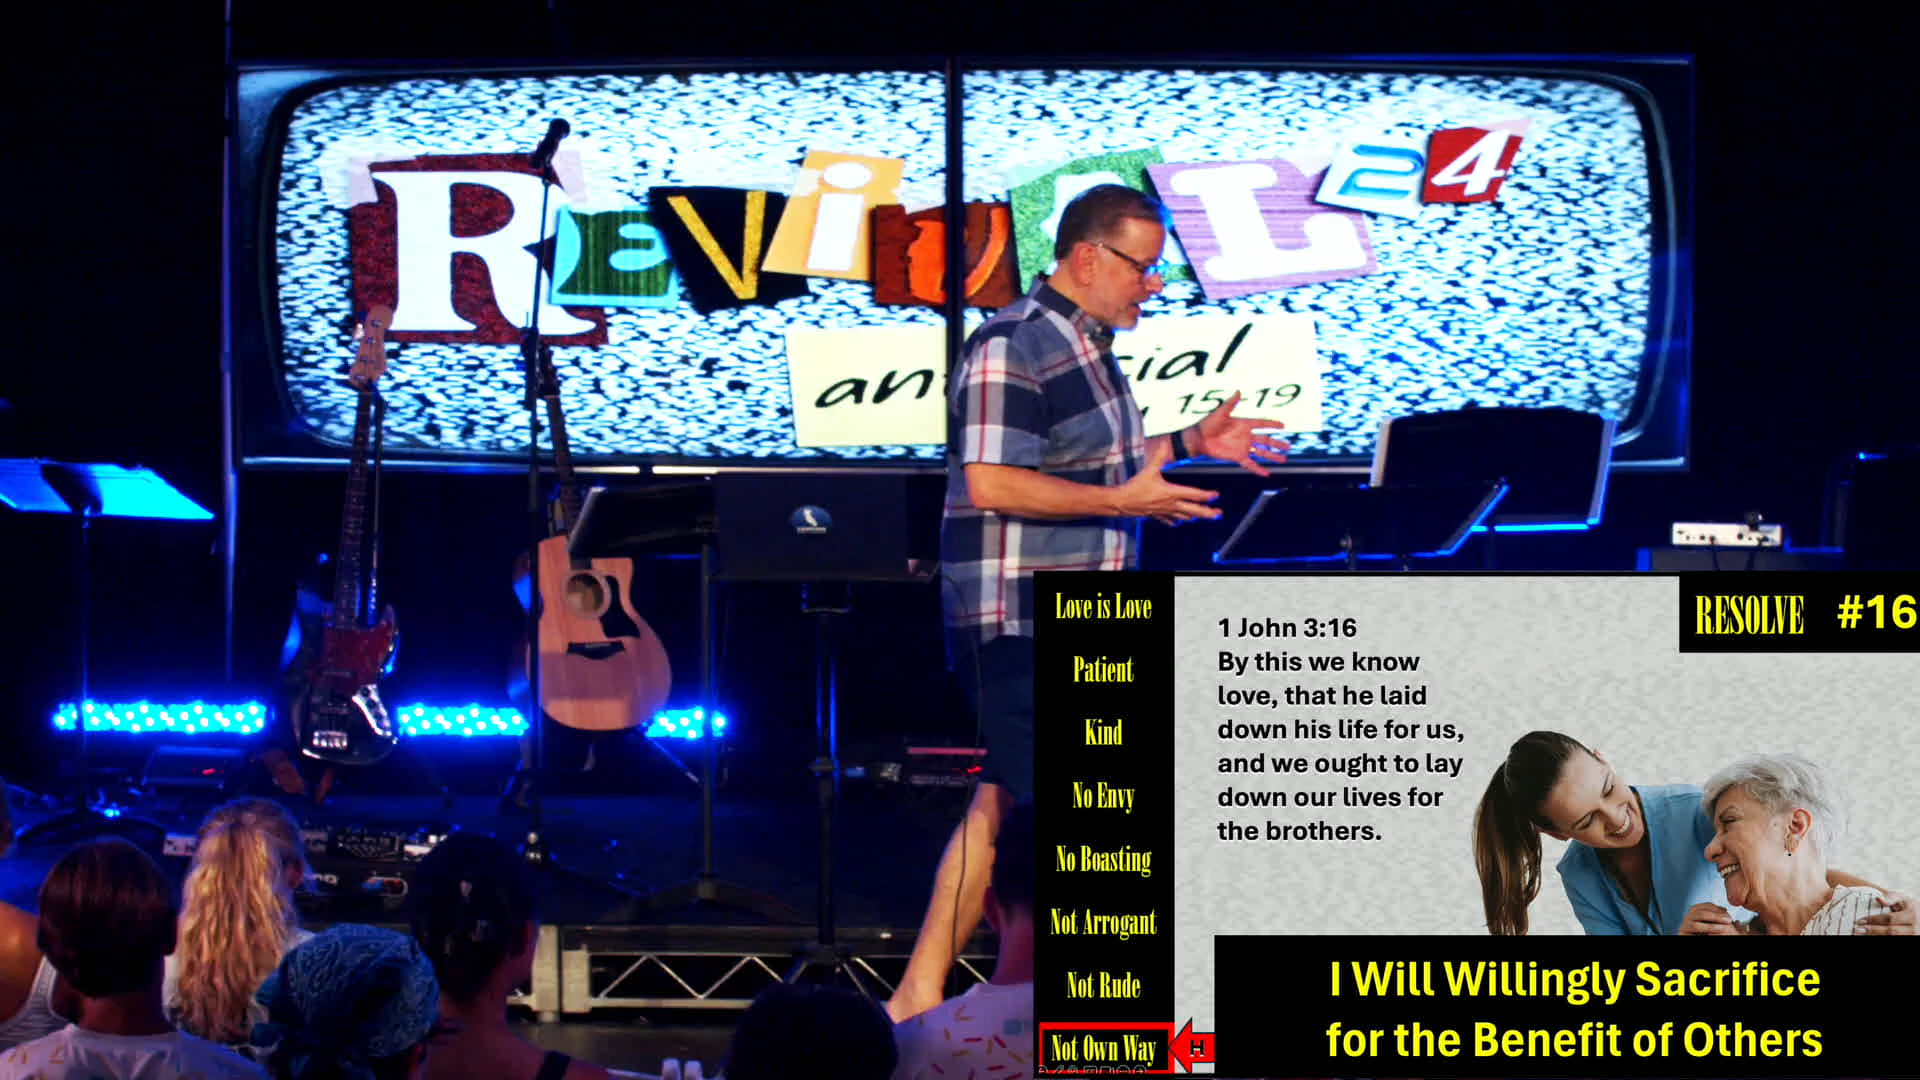 REViVAL 24
15-19
Love is Love
Patient
Kind
No Envy
No Boasting
Not Arrogant
Not Rude
Not Own Way
H
1 John 3:16
By this we know
love, that he laid
down his life for us,
and we ought to lay
down our lives for
the brothers.
RESOLVE #16
I Will Willingly Sacrifice
for the Benefit of Others